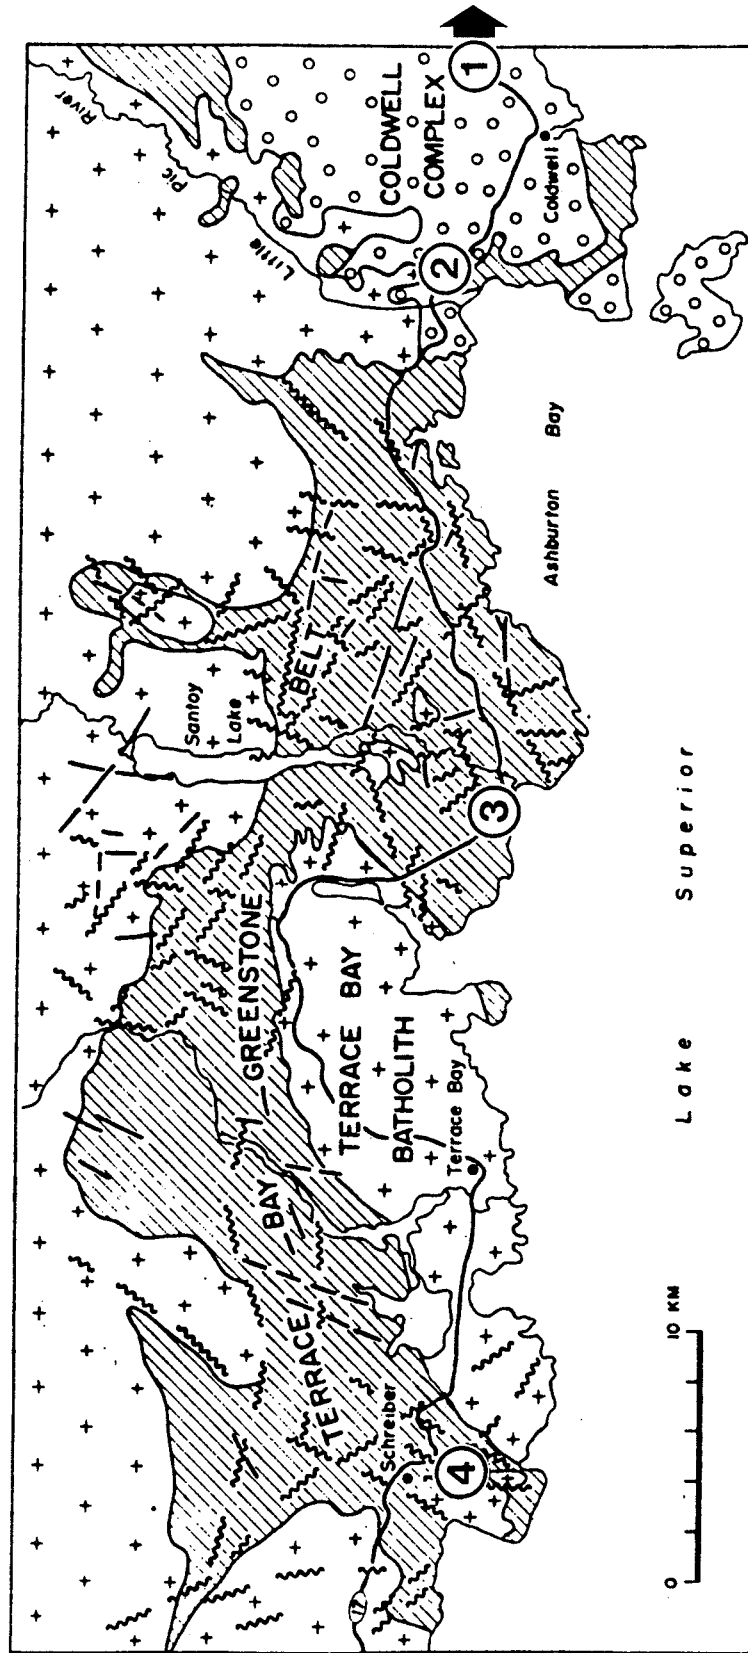 River
Pic
Little
1
COLDWELL
COMPLEX
Coldwell
2
Santoy
Lake
BELT
Ashburton Bay
3
GREENSTONE
TERRACE BAY
BATHOLITH
Terrace Bay
BAY
TERRACE
Schreiber
4
17
Lake Superior
0 10 KM